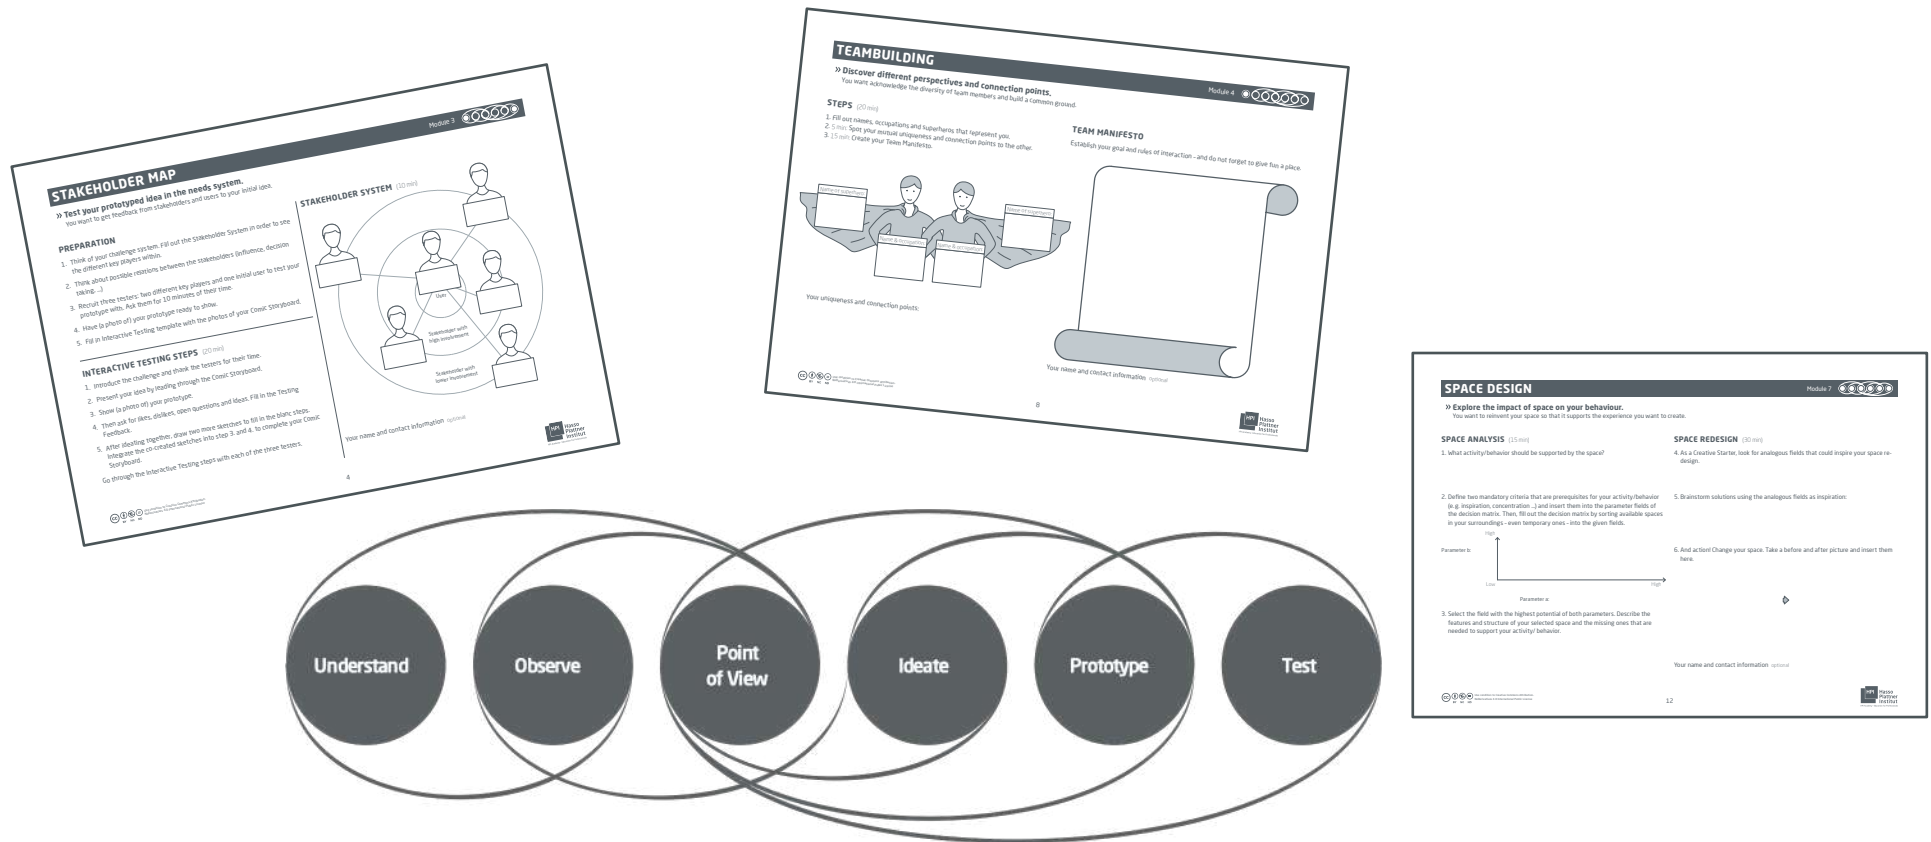 STAKEHOLDER MAP
Module 3
» Test your prototyped idea in the needs system.
You want to get feedback from stakeholders and users to your initial idea.
PREPARATION
1. Think of your challenge system. Fill out the Stakeholder System in order to see
the different key players within.
2. Think about possible relations between the stakeholders (influence, decision
taking, ...)
3. Recruit three testers: two different key players and one initial user to test your
prototype with. Ask them for 10 minutes of their time.
4. Have (a photo of) your prototype ready to show.
5. Fill in Interactive Testing template with the photos of your Comic Storyboard.
INTERACTIVE TESTING STEPS (20 min)
1. Introduce the challenge and thank the testers for their time.
2. Present your idea by leading through the Comic Storyboard.
3. Show (a photo of) your prototype.
4. Then ask for likes, dislikes, open questions and ideas. Fill in the Testing
Feedback.
5. After ideating together, draw two more sketches to fill in the blanc steps.
Integrate the co-created sketches into step 3. and 4. to complete your Comic
Storyboard.
Go through the Interactive Testing steps with each of the three testers.
STAKEHOLDER SYSTEM (10 min)
User
Stakeholder with
high involvement
Stakeholder with
lower involvement
Your name and contact information optional
4
HPI Hasso
Plattner
Institut
TEAMBUILDING
Module 4
» Discover different perspectives and connection points.
You want acknowledge the diversity of team members and build a common ground.
STEPS (20 min)
1. Fill out names, occupations and superheros that represent you.
2. 5 min: Spot your mutual uniqueness and connection points to the other.
3. 15 min: Create your Team Manifesto.
Name of superhero
Name & occupation
Name & occupation
Name of superhero
Your uniqueness and connection points:
TEAM MANIFESTO
Establish your goal and rules of interaction - and do not forget to give fun a place.
Your name and contact information optional
8
HPI Hasso
Plattner
Institut
SPACE DESIGN
Module 7
» Explore the impact of space on your behaviour.
You want to reinvent your space so that it supports the experience you want to create.
SPACE ANALYSIS (15 min)
1. What activity/behavior should be supported by the space?
2. Define two mandatory criteria that are prerequisites for your activity/behavior
(e.g. inspiration, concentration ...) and insert them into the parameter fields of
the decision matrix. Then, fill out the decision matrix by sorting available spaces
in your surroundings - even temporary ones - into the given fields.
High
Parameter b:
Low
High
Parameter a:
3. Select the field with the highest potential of both parameters. Describe the
features and structure of your selected space and the missing ones that are
needed to support your activity/ behavior.
SPACE REDESIGN (30 min)
4. As a Creative Starter, look for analogous fields that could inspire your space re-
design.
5. Brainstorm solutions using the analogous fields as inspiration:
6. And action! Change your space. Take a before and after picture and insert them
here.
Your name and contact information optional
12
HPI Hasso
Plattner
Institut
Understand
Observe
Point
of View
Ideate
Prototype
Test